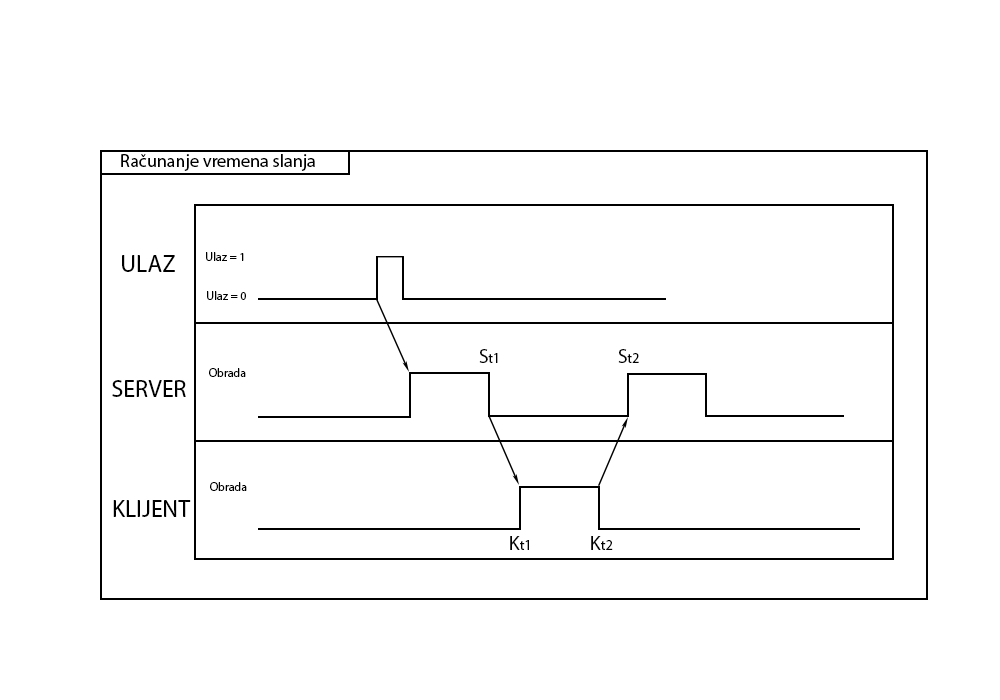 Računanje vremena slanja
ULAZ
Ulaz = 1
Ulaz = 0
SERVER
Obrada
St1
St2
KLIJENT
Obrada
Kt1
Kt2